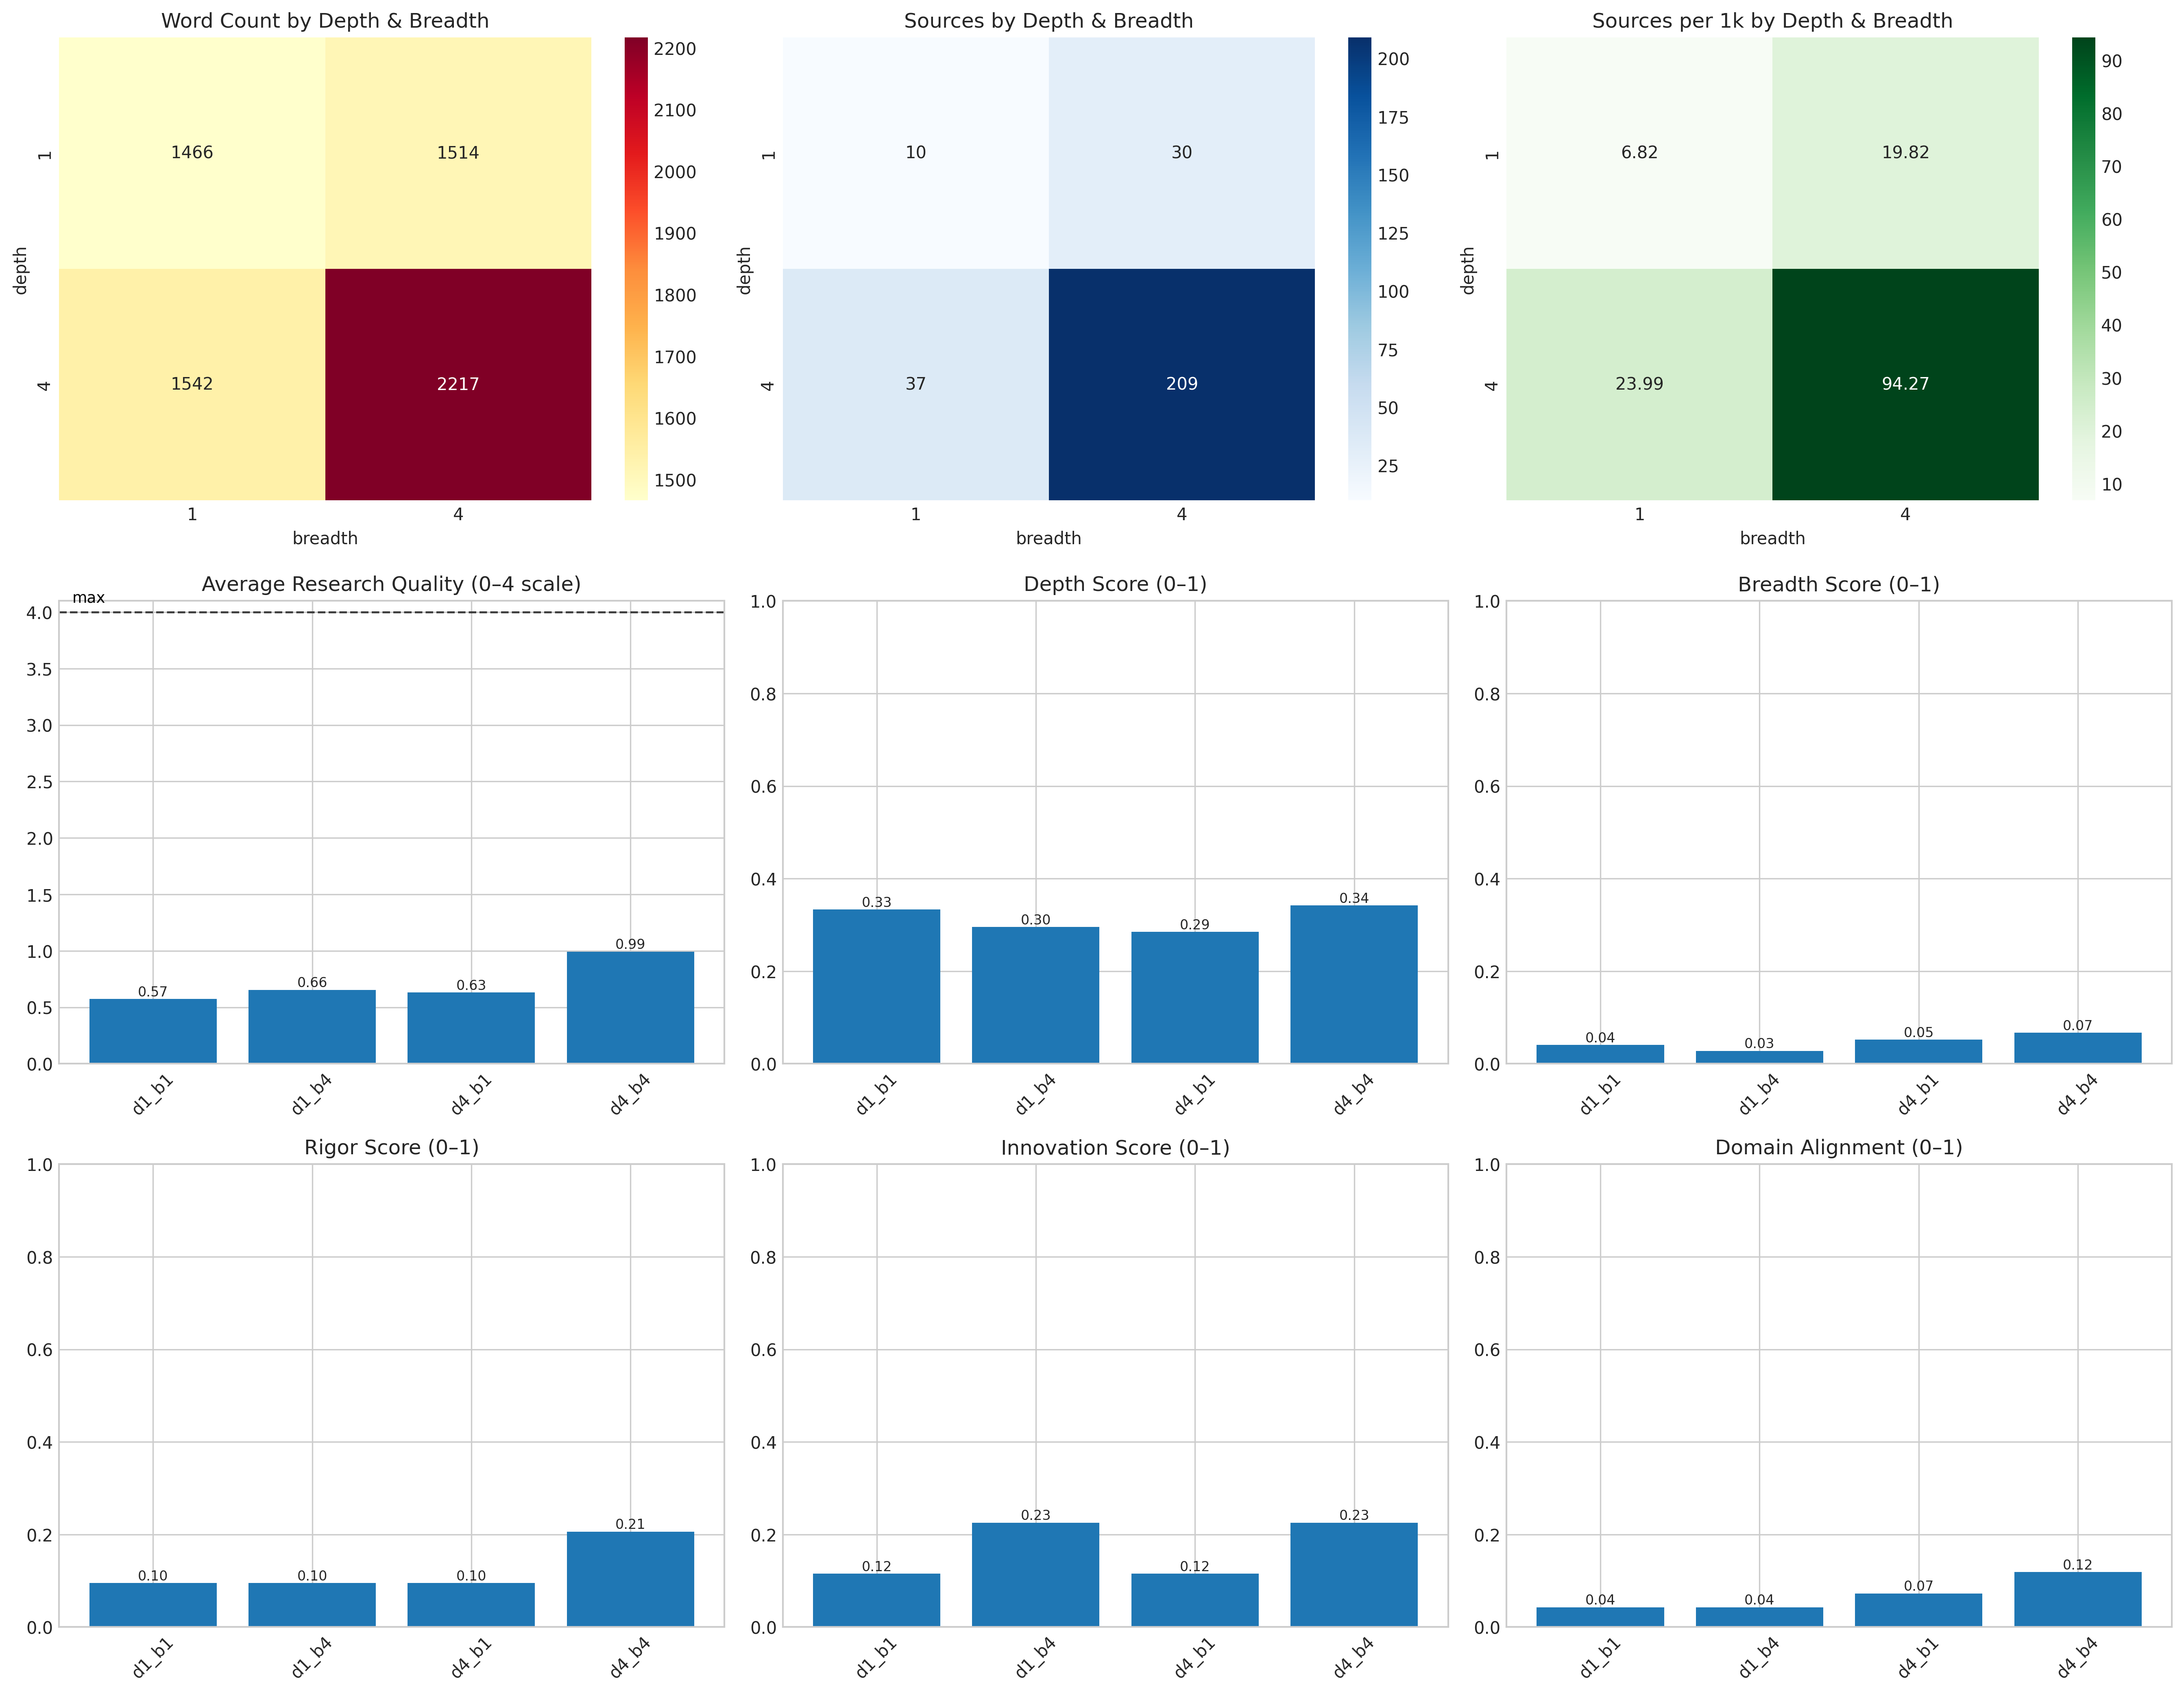 Word Count by Depth & Breadth
2200
2100
2000
1900
1800
1700
1600
1500
1
4
depth
1466
1514
1542
2217
1
4
breadth
Sources by Depth & Breadth
200
175
150
125
100
75
50
25
1
4
depth
10
30
37
209
1
4
breadth
Sources per 1k by Depth & Breadth
90
80
70
60
50
40
30
20
10
1
4
depth
6.82
19.82
23.99
94.27
1
4
breadth
Average Research Quality (0–4 scale)
max
4.0
3.5
3.0
2.5
2.0
1.5
1.0
0.5
0.0
0.57
0.66
0.63
0.99
d1_b1
d1_b4
d4_b1
d4_b4
Depth Score (0–1)
1.0
0.8
0.6
0.4
0.2
0.0
0.33
0.30
0.29
0.34
d1_b1
d1_b4
d4_b1
d4_b4
Breadth Score (0–1)
1.0
0.8
0.6
0.4
0.2
0.0
0.04
0.03
0.05
0.07
d1_b1
d1_b4
d4_b1
d4_b4
Rigor Score (0–1)
1.0
0.8
0.6
0.4
0.2
0.0
0.10
0.10
0.10
0.21
d1_b1
d1_b4
d4_b1
d4_b4
Innovation Score (0–1)
1.0
0.8
0.6
0.4
0.2
0.0
0.12
0.23
0.12
0.23
d1_b1
d1_b4
d4_b1
d4_b4
Domain Alignment (0–1)
1.0
0.8
0.6
0.4
0.2
0.0
0.04
0.04
0.07
0.12
d1_b1
d1_b4
d4_b1
d4_b4